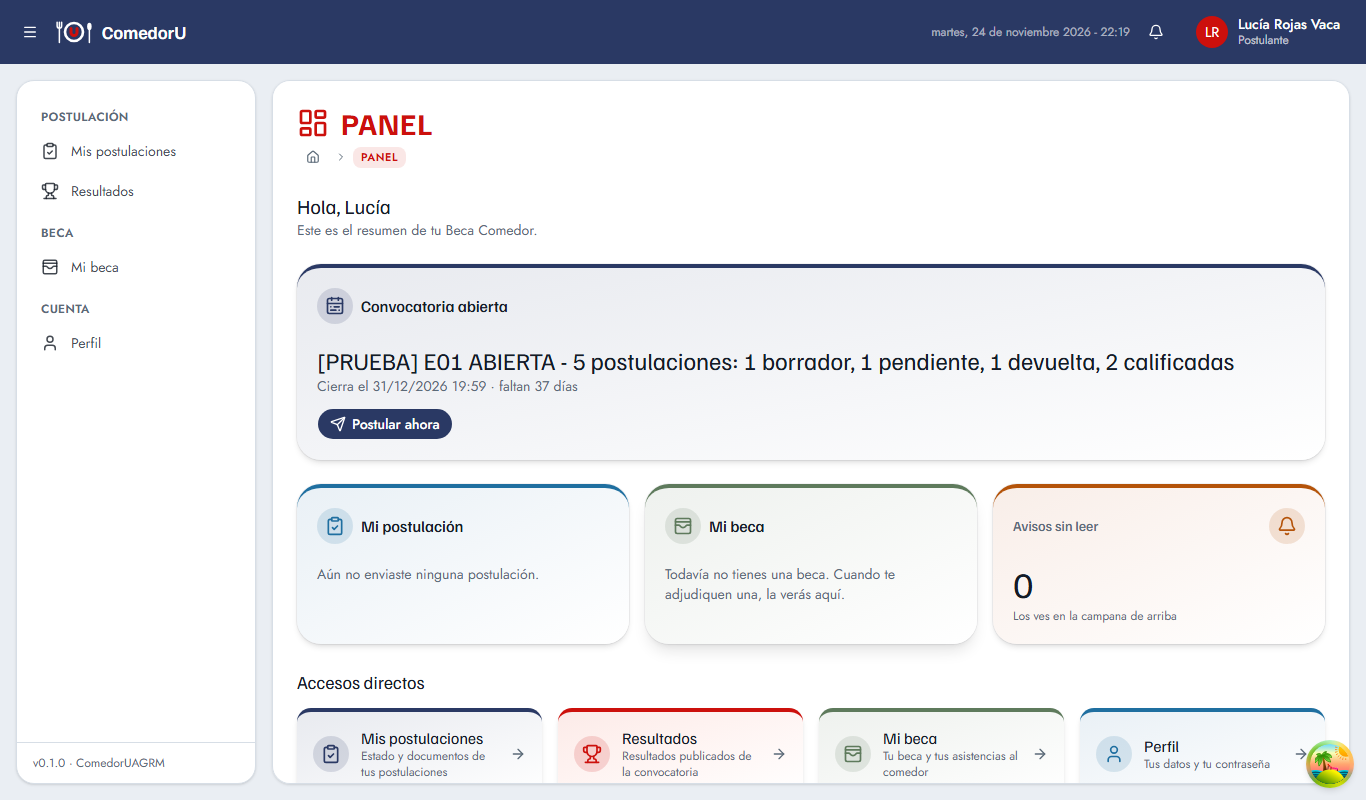 ComedorU
martes, 24 de noviembre 2026 - 22:19
LR
Lucía Rojas Vaca
Postulante
POSTULACIÓN
Mis postulaciones
Resultados
BECA
Mi beca
CUENTA
Perfil
v0.1.0 · ComedorUAGRM
PANEL
PANEL
Hola, Lucía
Este es el resumen de tu Beca Comedor.
Convocatoria abierta
[PRUEBA] E01 ABIERTA - 5 postulaciones: 1 borrador, 1 pendiente, 1 devuelta, 2 calificadas
Cierra el 31/12/2026 19:59 · faltan 37 días
Postular ahora
Mi postulación
Aún no enviaste ninguna postulación.
Mi beca
Todavía no tienes una beca. Cuando te
adjudiquen una, la verás aquí.
Avisos sin leer
0
Los ves en la campana de arriba
Accesos directos
Mis postulaciones
Estado y documentos de
tus postulaciones
Resultados
Resultados publicados de
la convocatoria
Mi beca
Tu beca y tus asistencias al
comedor
Perfil
Tus datos y tu contraseña